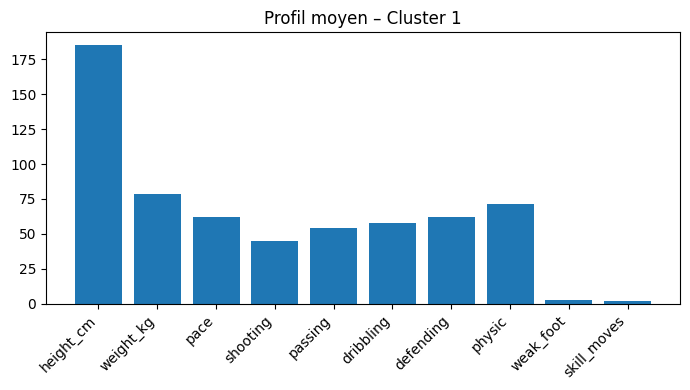 Profil moyen – Cluster 1
175
150
125
100
75
50
25
0
height_cm
weight_kg
pace
shooting
passing
dribbling
defending
physic
weak_foot
skill_moves